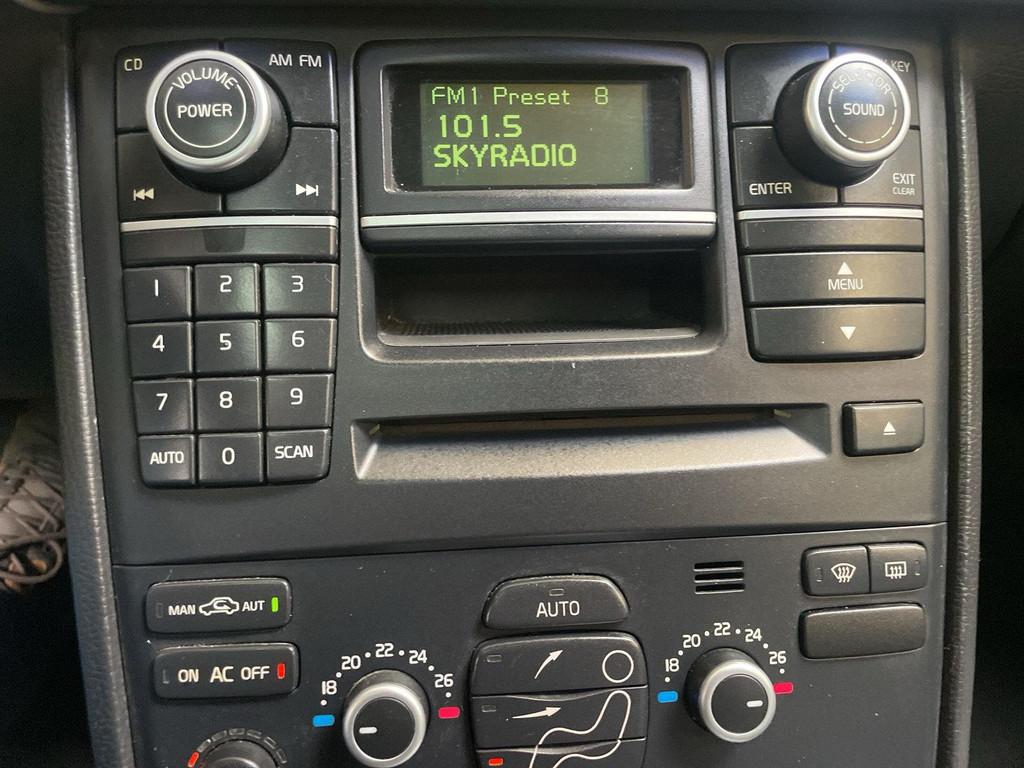 CD
AM FM
VOLUME
POWER
FM1 Preset 8
101.5
SKYRADIO
KEY
SELECTOR
SOUND
ENTER
EXIT
CLEAR
MENU
1 2 3
4 5 6
7 8 9
AUTO 0 SCAN
MAN AUT
ON AC OFF
AUTO
18 20 22 24 26
18 20 22 24 26